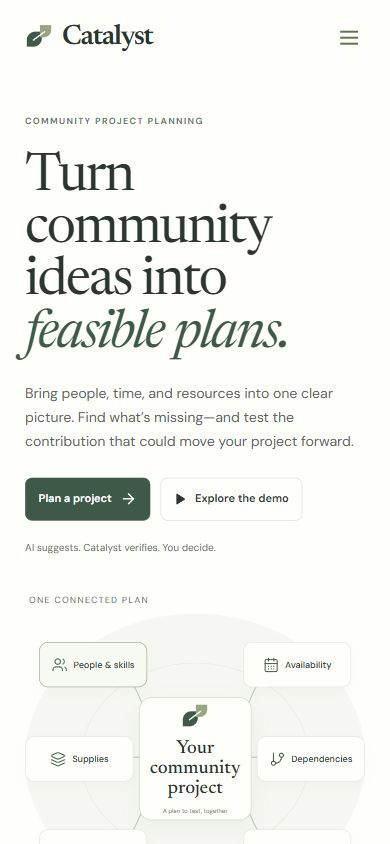 Catalyst
COMMUNITY PROJECT PLANNING
Turn
community
ideas into
feasible plans.
Bring people, time, and resources into one clear
picture. Find what’s missing—and test the
contribution that could move your project forward.
Plan a project
Explore the demo
AI suggests. Catalyst verifies. You decide.
ONE CONNECTED PLAN
People & skills
Availability
Supplies
Your
community
project
A plan to test, together
Dependencies